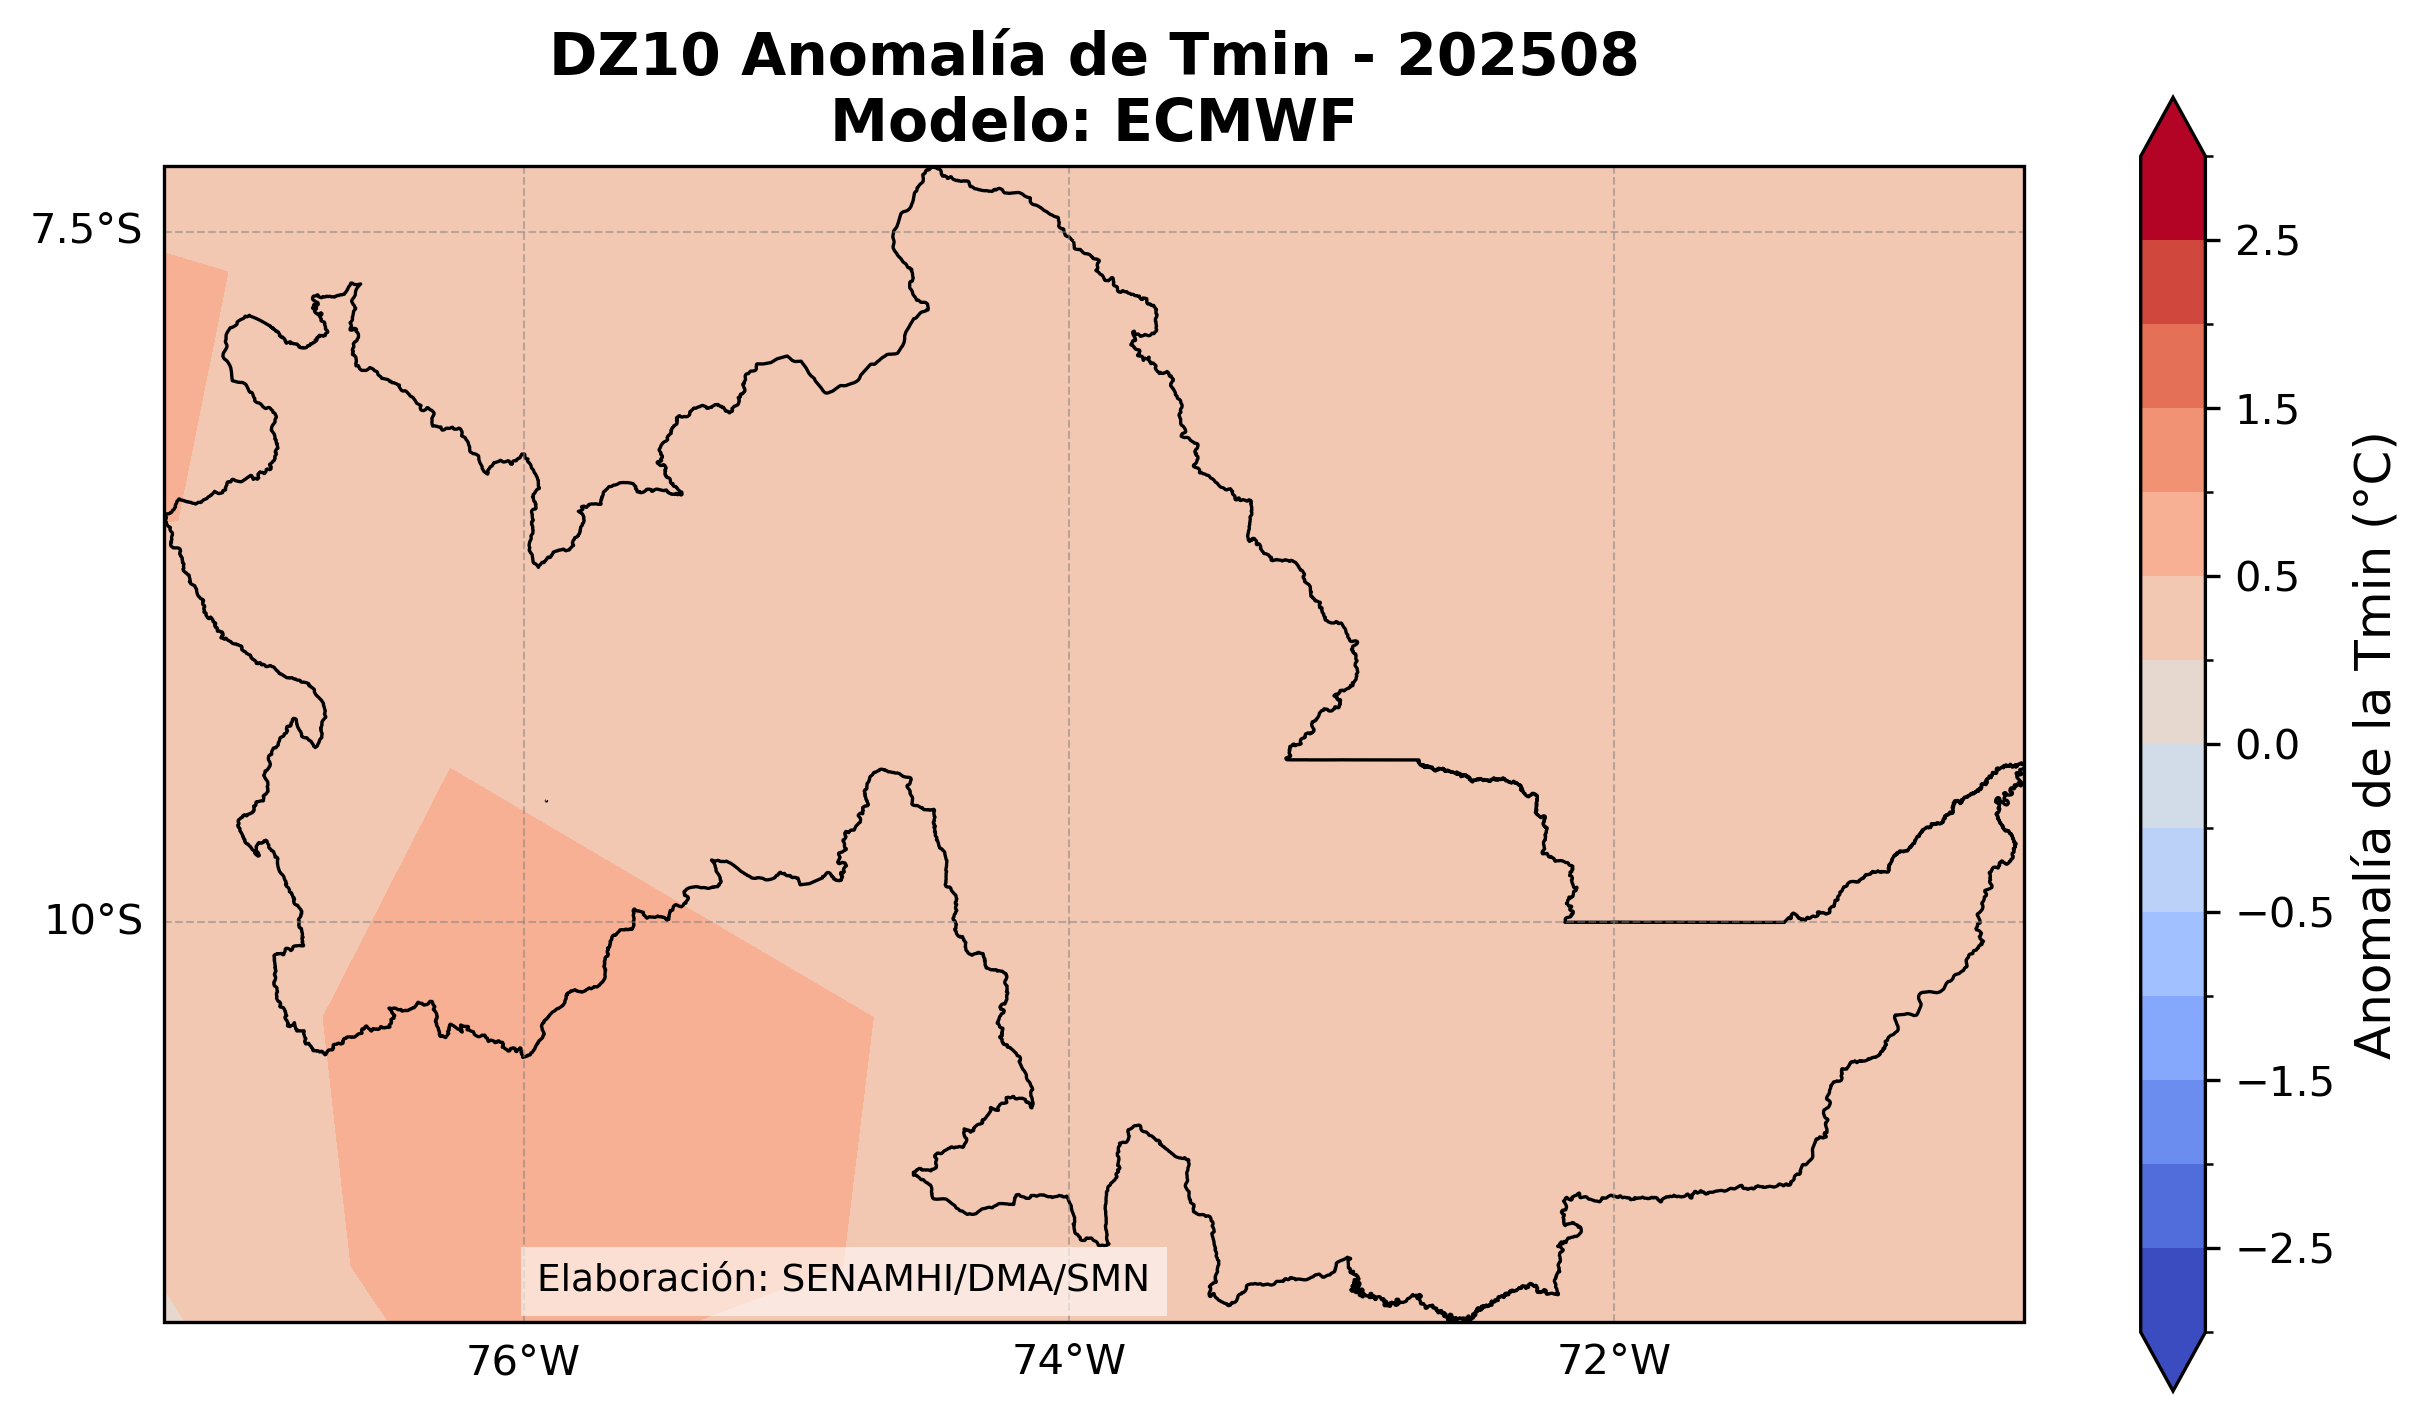 DZ10 Anomalía de Tmin - 202508
Modelo: ECMWF
7.5°S
10°S
76°W
74°W
72°W
Elaboración: SENAMHI/DMA/SMN
2.5
1.5
0.5
0.0
−0.5
−1.5
−2.5
Anomalía de la Tmin (°C)